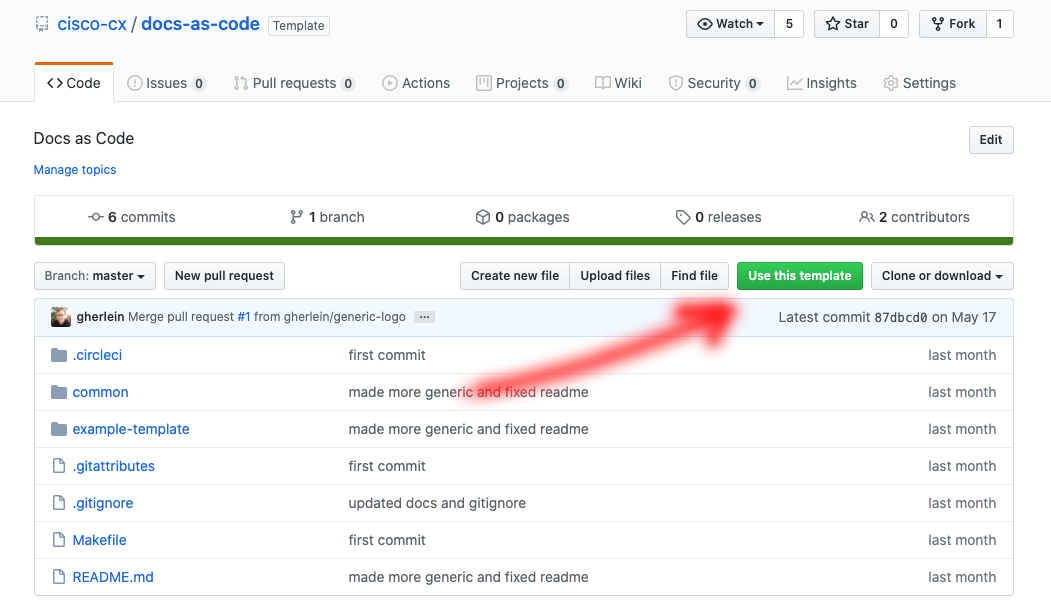 cisco-cx / docs-as-code Template Watch 5 Star 0 Fork 1
Code Issues 0 Pull requests 0 Actions Projects 0 Wiki Security 0 Insights Settings
Docs as Code Edit
Manage topics
6 commits 1 branch 0 packages 0 releases 2 contributors
Branch: master New pull request Create new file Upload files Find file Use this template Clone or download
gherlein Merge pull request #1 from gherlein/generic-logo ... Latest commit 87dbcd0 on May 17
.circleci first commit last month
common made more generic and fixed readme last month
example-template made more generic and fixed readme last month
.gitattributes first commit last month
.gitignore updated docs and gitignore last month
Makefile first commit last month
README.md made more generic and fixed readme last month